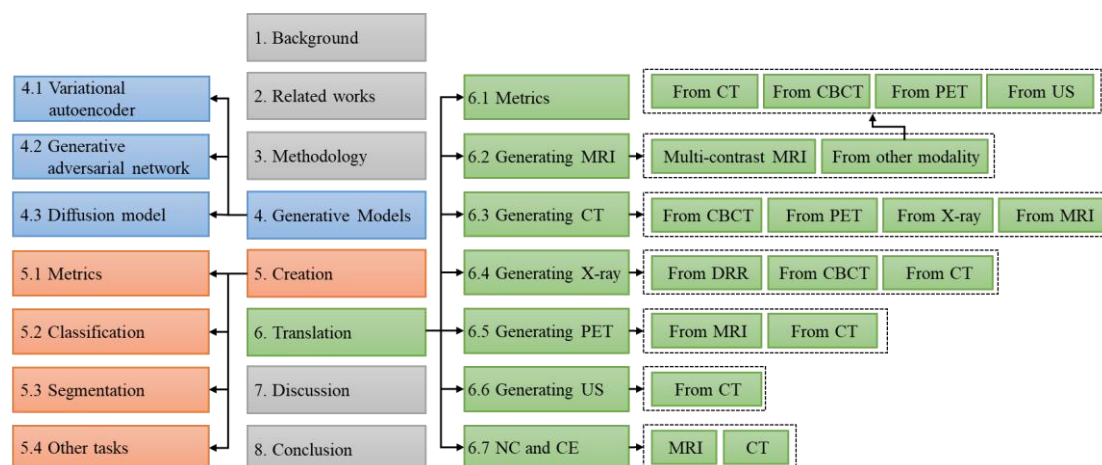 1. Background
2. Related works
3. Methodology
4. Generative Models
5. Creation
6. Translation
7. Discussion
8. Conclusion
4.1 Variational
autoencoder
4.2 Generative
adversarial network
4.3 Diffusion model
5.1 Metrics
5.2 Classification
5.3 Segmentation
5.4 Other tasks
6.1 Metrics
6.2 Generating MRI
6.3 Generating CT
6.4 Generating X-ray
6.5 Generating PET
6.6 Generating US
6.7 NC and CE
From CT
From CBCT
From PET
From US
Multi-contrast MRI
From other modality
From CBCT
From PET
From X-ray
From MRI
From DRR
From CBCT
From CT
From MRI
From CT
From CT
MRI
CT